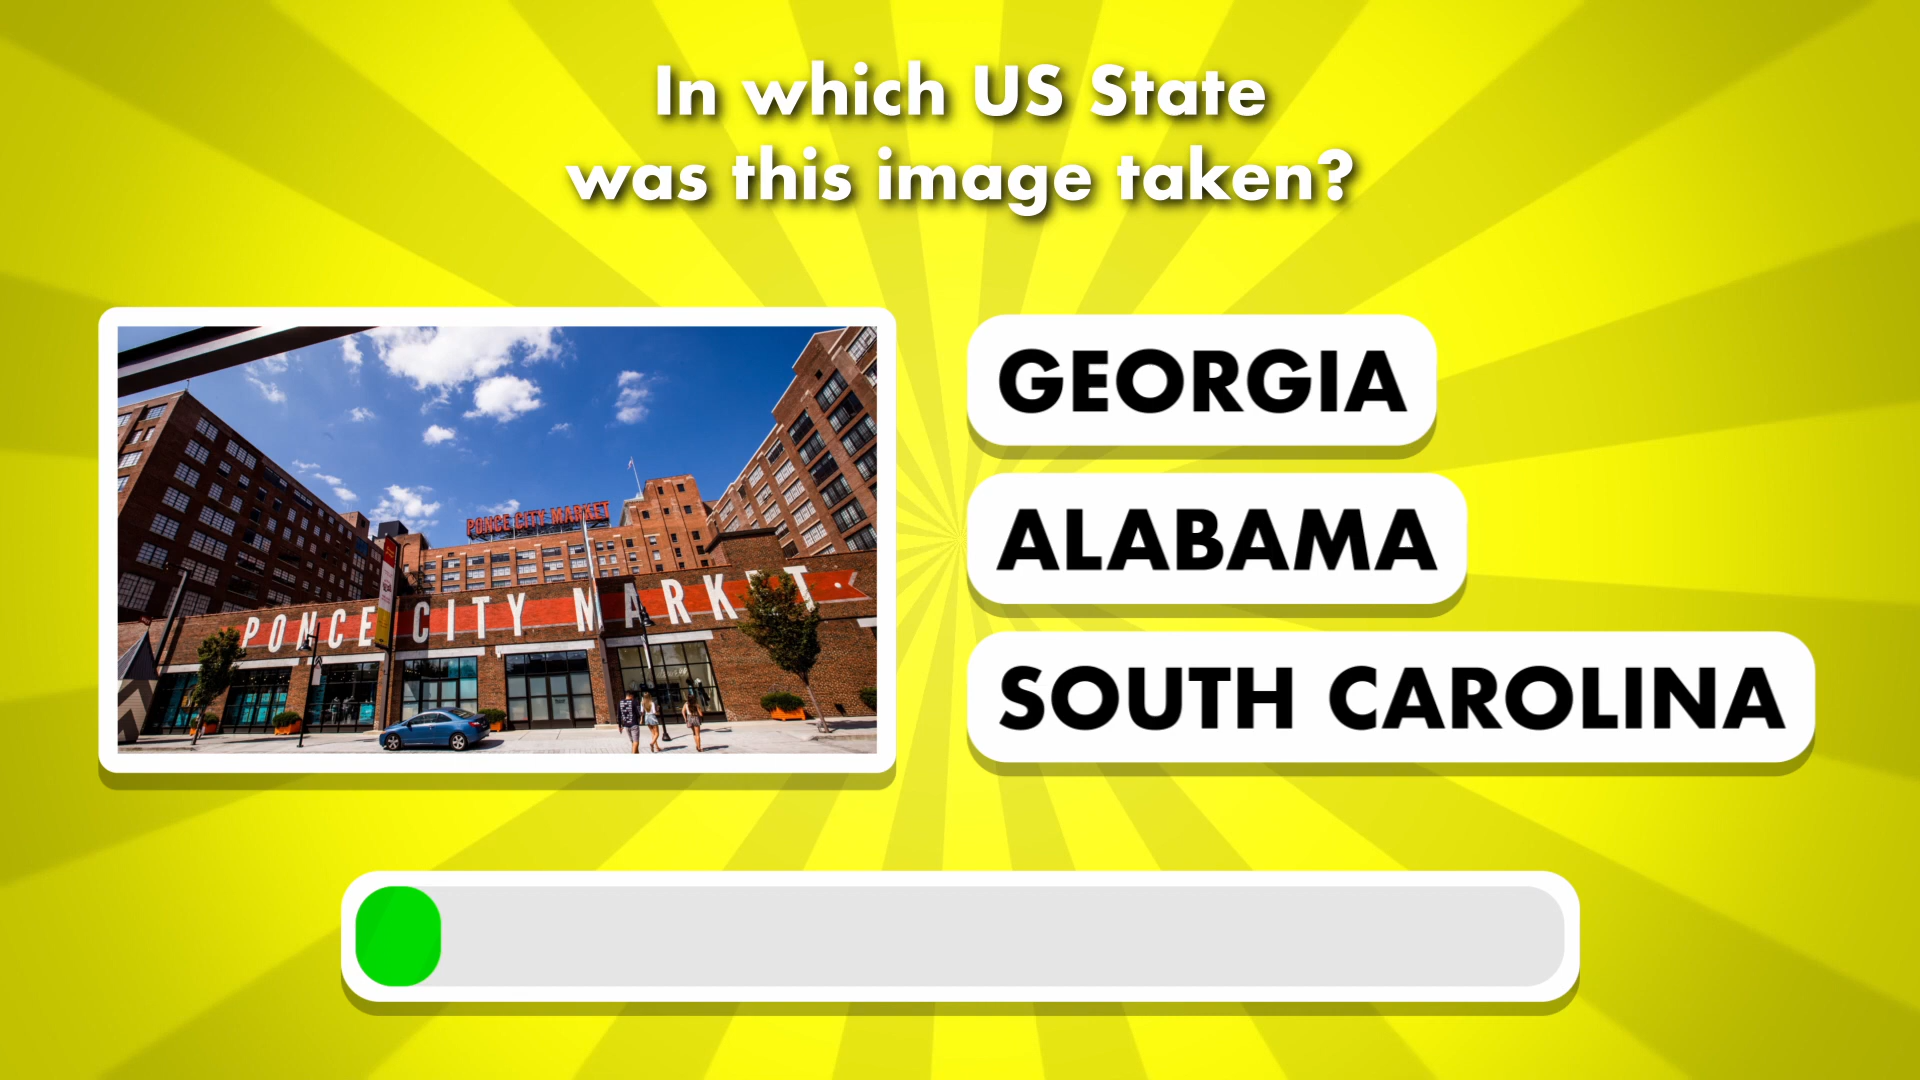 In which US State
was this image taken?
PONCE CITY MARKET
PONCE CITY MARKET
GEORGIA
ALABAMA
SOUTH CAROLINA